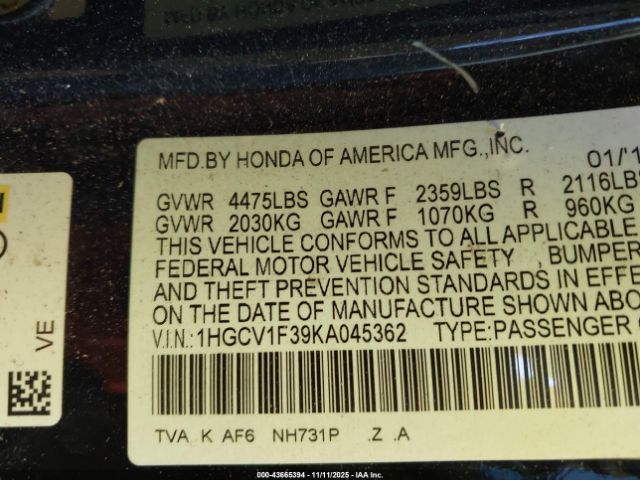 MFD.BY HONDA OF AMERICA MFG.,INC. 01/'1
GVWR 4475LBS GAWR F 2359LBS R 2116LB
GVWR 2030KG GAWR F 1070KG R 960KG
THIS VEHICLE CONFORMS TO ALL APPLICABLE
FEDERAL MOTOR VEHICLE SAFETY , BUMPER
AND THEFT PREVENTION STANDARDS IN EFFE
ON THE DATE OF MANUFACTURE SHOWN ABO
V.I.N.: 1HGCV1F39KA045362 TYPE:PASSENGER
TVA K AF6 NH731P .Z .A
VE
000-43665394 - 11/11/2025 - IAAI.COM